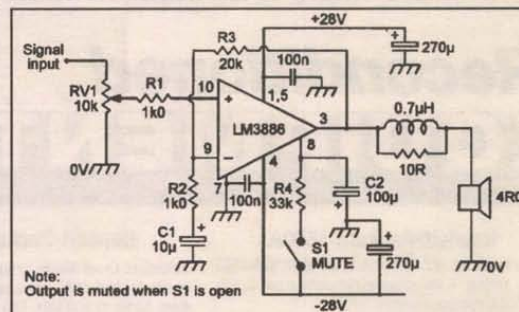 +28V
Signal
input
R3
20k
100n
+
270µ
RV1
10k
R1
1k0
10
+
1,5
LM3886
3
0.7µH
9
−
8
10R
0V
7
4
R2
1k0
100n
R4
33k
C2
100µ
+
4R0
C1
10µ
+
S1
MUTE
+
270µ
0V
Note:
Output is muted when S1 is open
-28V